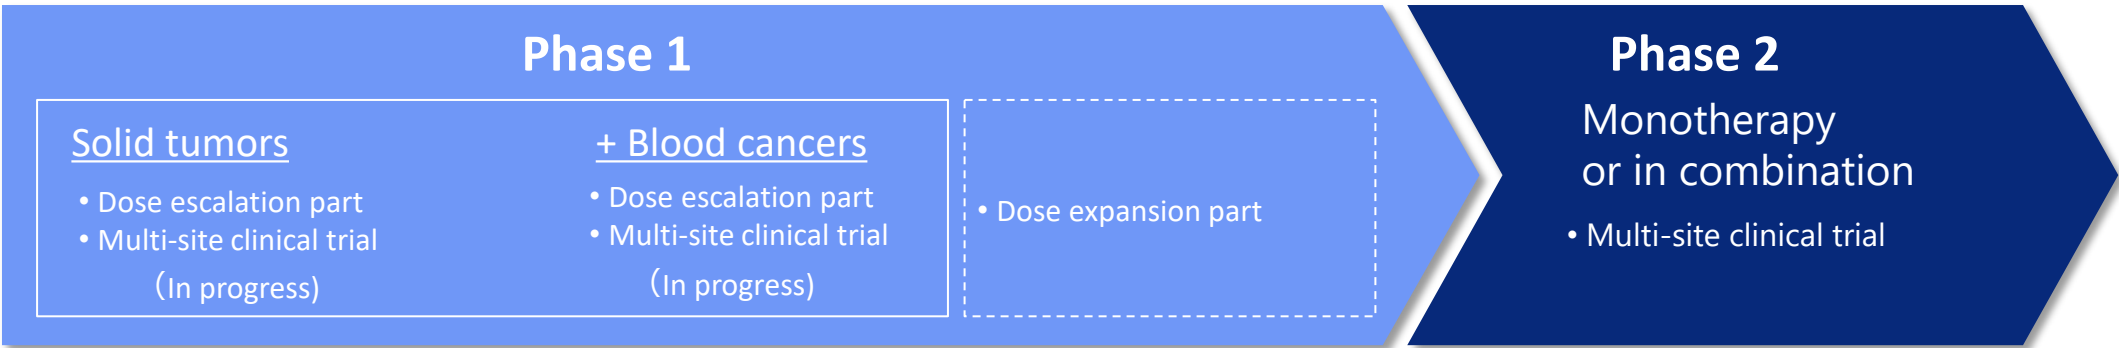 Phase 1
Solid tumors
• Dose escalation part
• Multi-site clinical trial
（In progress)
+ Blood cancers
• Dose escalation part
• Multi-site clinical trial
（In progress)
• Dose expansion part
Phase 2
Monotherapy
or in combination
• Multi-site clinical trial